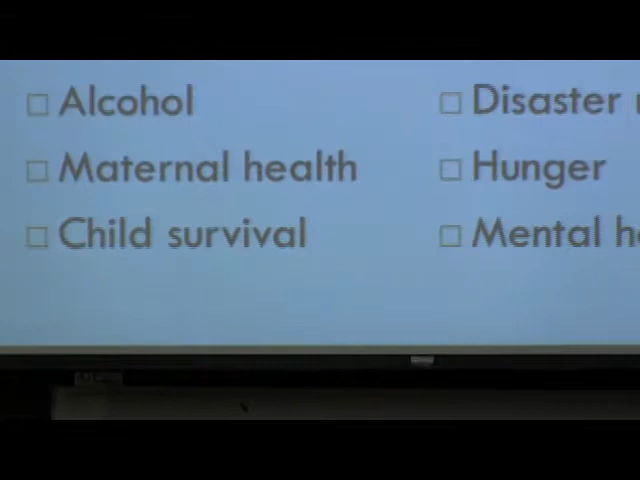 Alcohol
Maternal health
Child survival
Disaster
Hunger
Mental